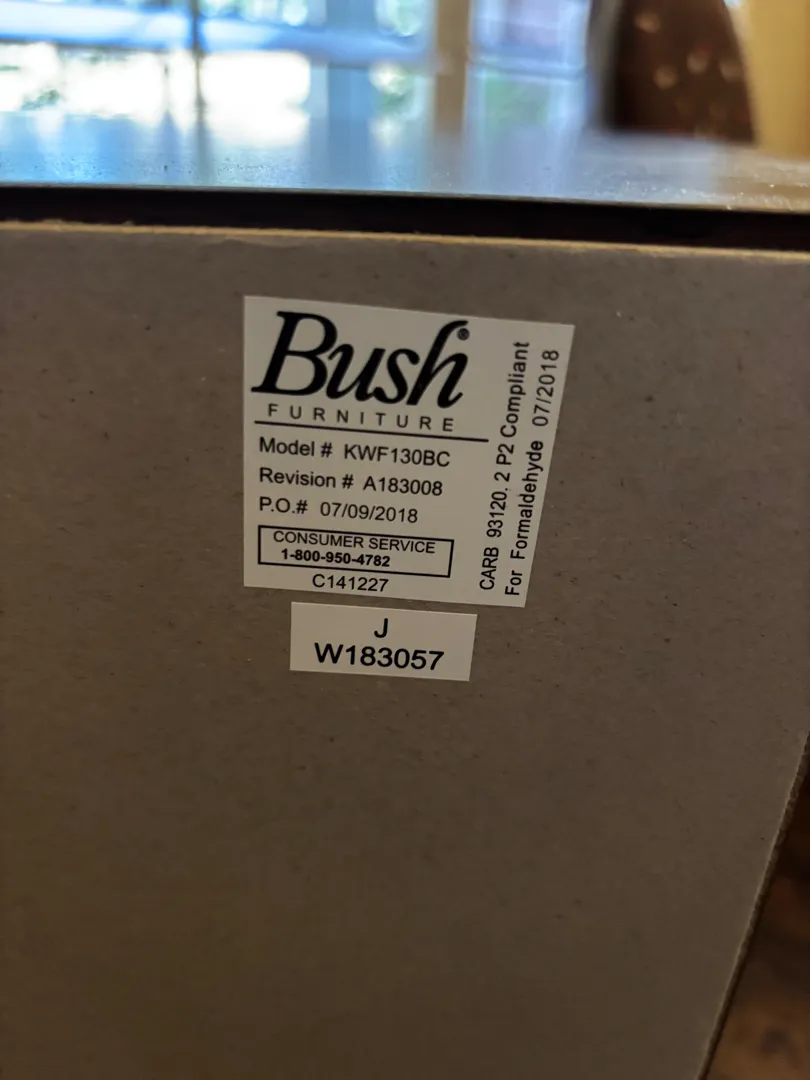 Bush®
FURNITURE
Model # KWF130BC
Revision # A183008
P.O.# 07/09/2018
CONSUMER SERVICE
1-800-950-4782
C141227
CARB 93120. 2 P2 Compliant
For Formaldehyde 07/2018
J
W183057